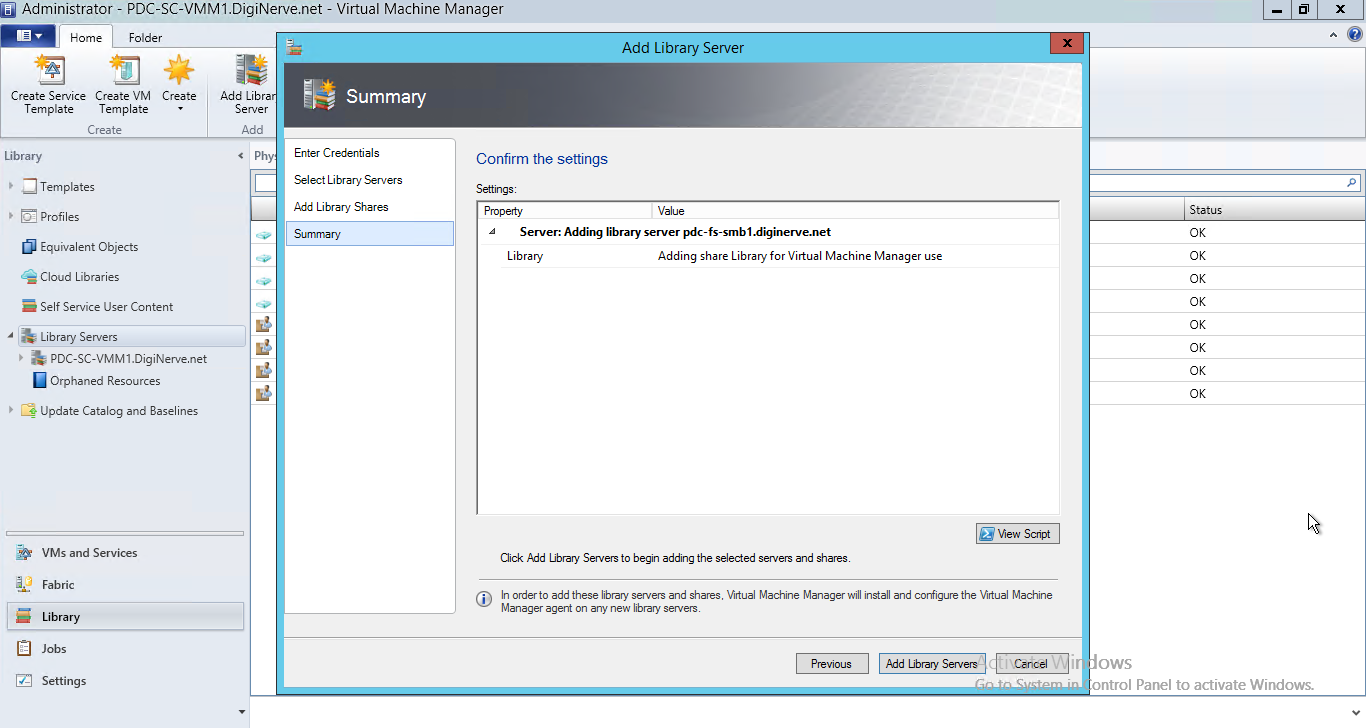 Administrator - PDC-SC-VMM1.DigiNerve.net - Virtual Machine Manager
Home
Folder
Create Service
Template
Create VM
Template
Create
Add Librar
Server
Create
Add
Library
Templates
Profiles
Equivalent Objects
Cloud Libraries
Self Service User Content
Library Servers
PDC-SC-VMM1.DigiNerve.net
Orphaned Resources
Update Catalog and Baselines
VMs and Services
Fabric
Library
Jobs
Settings
Phys
Status
OK
OK
OK
OK
OK
OK
OK
OK
Add Library Server
Summary
Enter Credentials
Select Library Servers
Add Library Shares
Summary
Confirm the settings
Settings:
Property
Value
Server: Adding library server pdc-fs-smb1.diginerve.net
Library
Adding share Library for Virtual Machine Manager use
View Script
Click Add Library Servers to begin adding the selected servers and shares.
In order to add these library servers and shares, Virtual Machine Manager will install and configure the Virtual Machine
Manager agent on any new library servers.
Previous
Add Library Servers
Cancel
Activate Windows
Go to System in Control Panel to activate Windows.